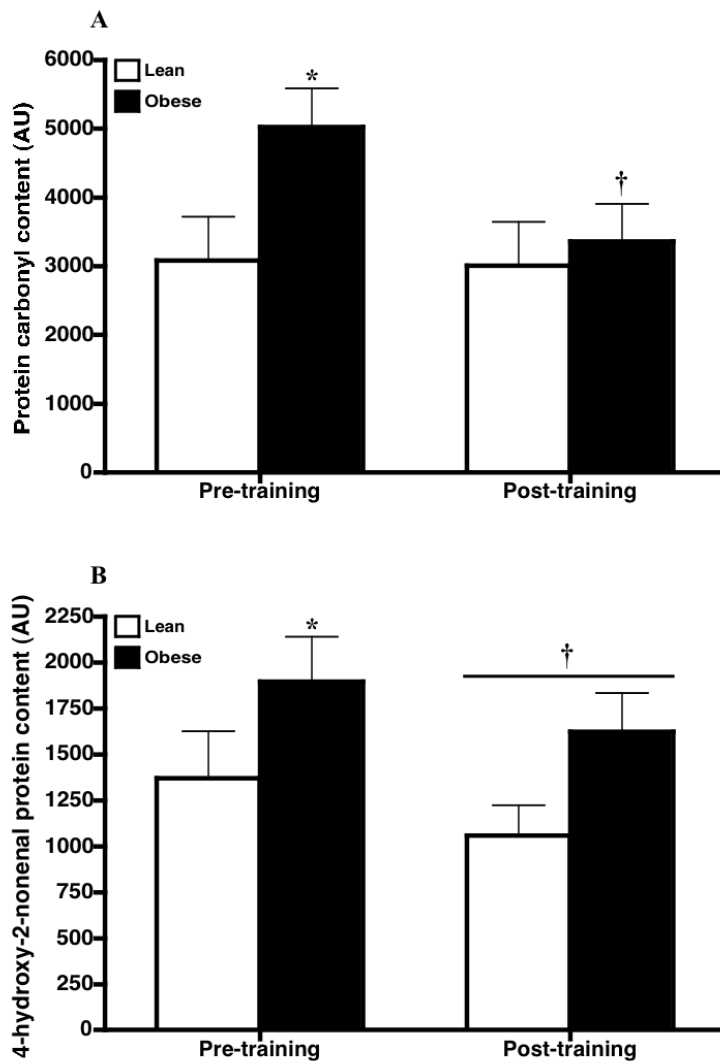 A
Protein carbonyl content (AU)
6000
5000
4000
3000
2000
1000
0
Lean
Obese
*
†
Pre-training
Post-training
B
4-hydroxy-2-nonenal protein content (AU)
2250
2000
1750
1500
1250
1000
750
500
250
0
Lean
Obese
*
†
Pre-training
Post-training